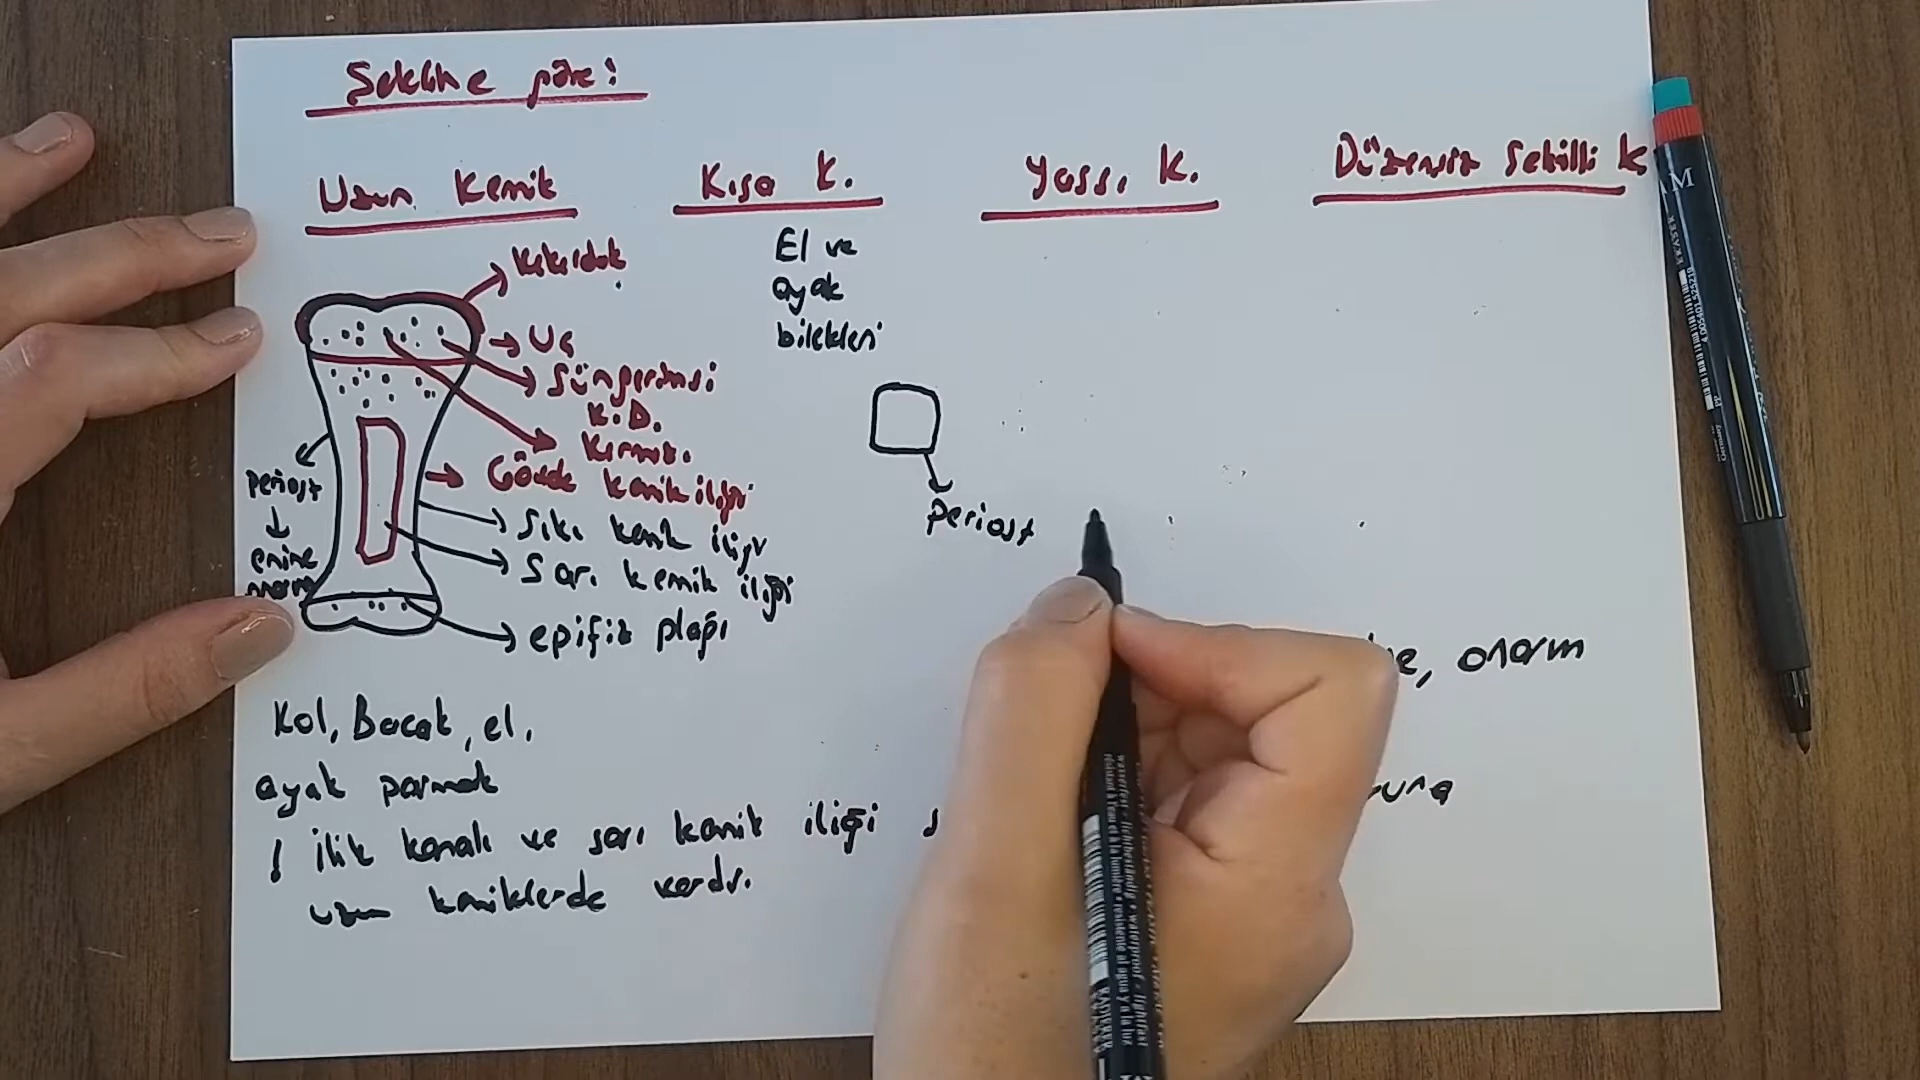 Şekline göre:
Uzun Kemik
Kısa k.
Yassı k.
Düzensiz Şekilli k
Kıkırdak
Uç
Süngerimsi
K.D.
Kırmızı
Gövde kemik iliği
Sıkı kemik iliği
Sarı kemik iliği
epifiz plağı
periost
enine
El ve
ayak
bilekleri
Periost
onarım
Kol, Bacak, el,
ayak parmak
! İlik kanalı ve sarı kemik iliği s
uzun kemiklerde vardır.